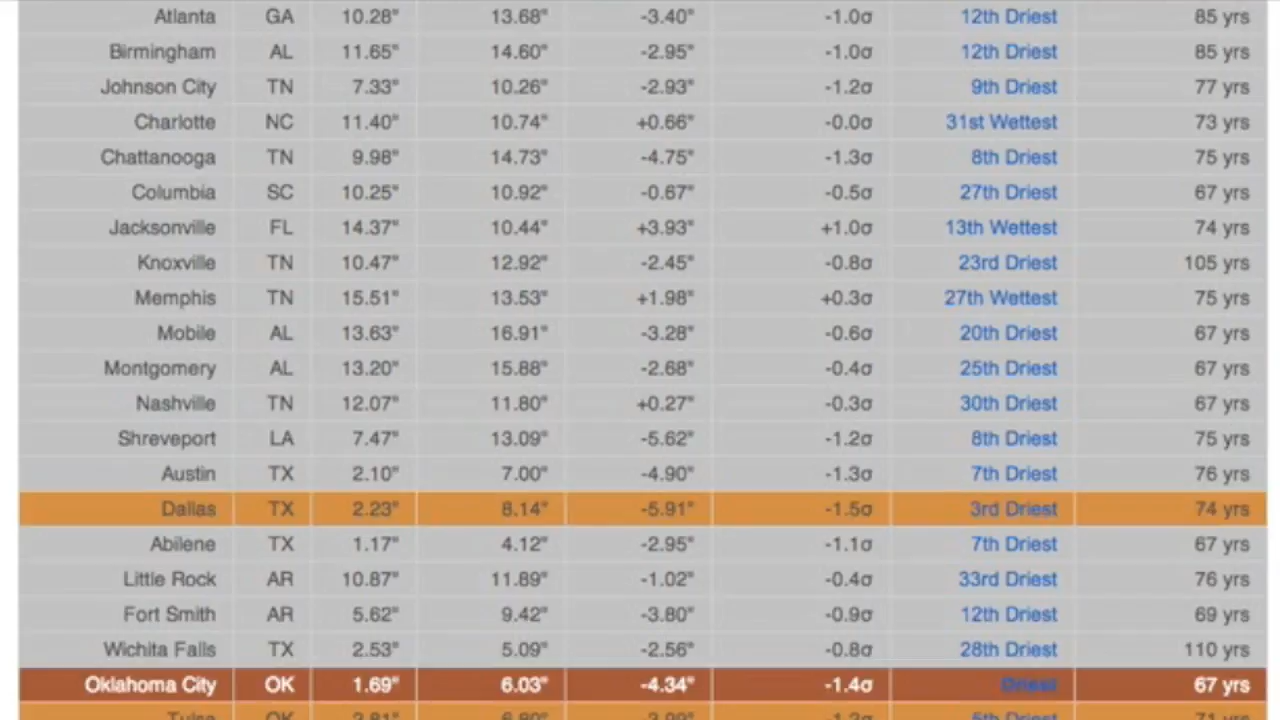 Atlanta GA 10.28" 13.68" -3.40" -1.0σ 12th Driest 85 yrs
Birmingham AL 11.65" 14.60" -2.95" -1.0σ 12th Driest 85 yrs
Johnson City TN 7.33" 10.26" -2.93" -1.2σ 9th Driest 77 yrs
Charlotte NC 11.40" 10.74" +0.66" -0.0σ 31st Wettest 73 yrs
Chattanooga TN 9.98" 14.73" -4.75" -1.3σ 8th Driest 75 yrs
Columbia SC 10.25" 10.92" -0.67" -0.5σ 27th Driest 67 yrs
Jacksonville FL 14.37" 10.44" +3.93" +1.0σ 13th Wettest 74 yrs
Knoxville TN 10.47" 12.92" -2.45" -0.8σ 23rd Driest 105 yrs
Memphis TN 15.51" 13.53" +1.98" +0.3σ 27th Wettest 75 yrs
Mobile AL 13.63" 16.91" -3.28" -0.6σ 20th Driest 67 yrs
Montgomery AL 13.20" 15.88" -2.68" -0.4σ 25th Driest 67 yrs
Nashville TN 12.07" 11.80" +0.27" -0.3σ 30th Driest 67 yrs
Shreveport LA 7.47" 13.09" -5.62" -1.2σ 8th Driest 75 yrs
Austin TX 2.10" 7.00" -4.90" -1.3σ 7th Driest 76 yrs
Dallas TX 2.23" 8.14" -5.91" -1.5σ 3rd Driest 74 yrs
Abilene TX 1.17" 4.12" -2.95" -1.1σ 7th Driest 67 yrs
Little Rock AR 10.87" 11.89" -1.02" -0.4σ 33rd Driest 76 yrs
Fort Smith AR 5.62" 9.42" -3.80" -0.9σ 12th Driest 69 yrs
Wichita Falls TX 2.53" 5.09" -2.56" -0.8σ 28th Driest 110 yrs
Oklahoma City OK 1.69" 6.03" -4.34" -1.4σ Driest 67 yrs
Tulsa OK